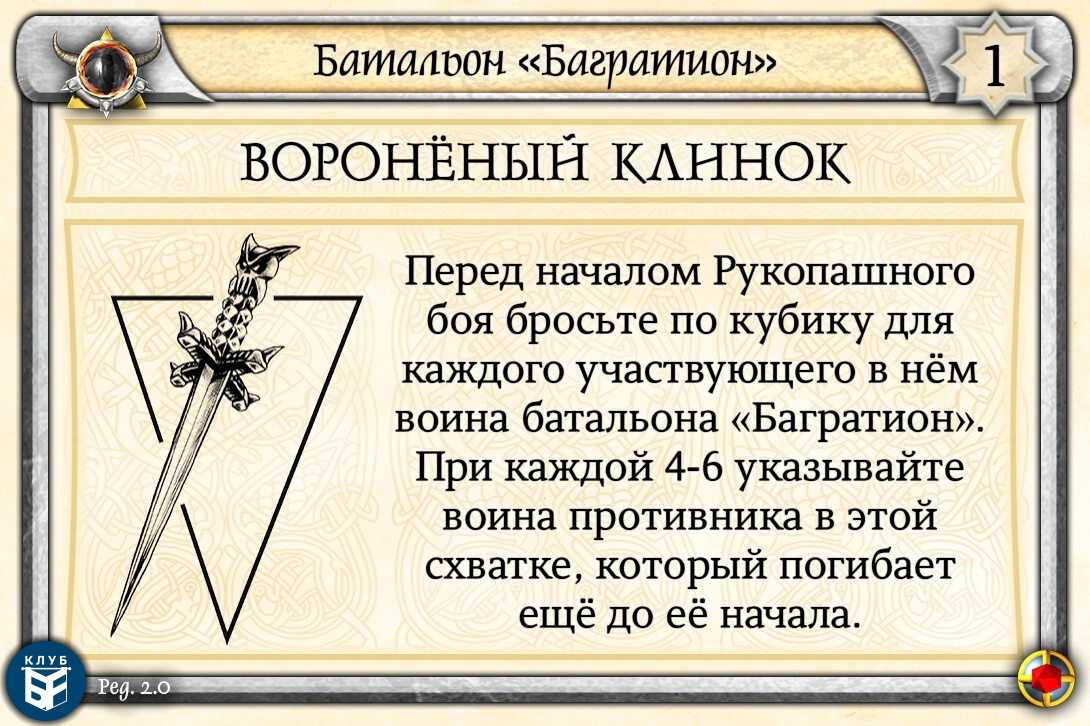 Батальон «Багратион»
1
ВОРОНЁНЫЙ КЛИНОК
Перед началом Рукопашного
боя бросьте по кубику для
каждого участвующего в нём
воина батальона «Багратион».
При каждой 4-6 указывайте
воина противника в этой
схватке, который погибает
ещё до её начала.
КЛУБ
Ред. 2.0